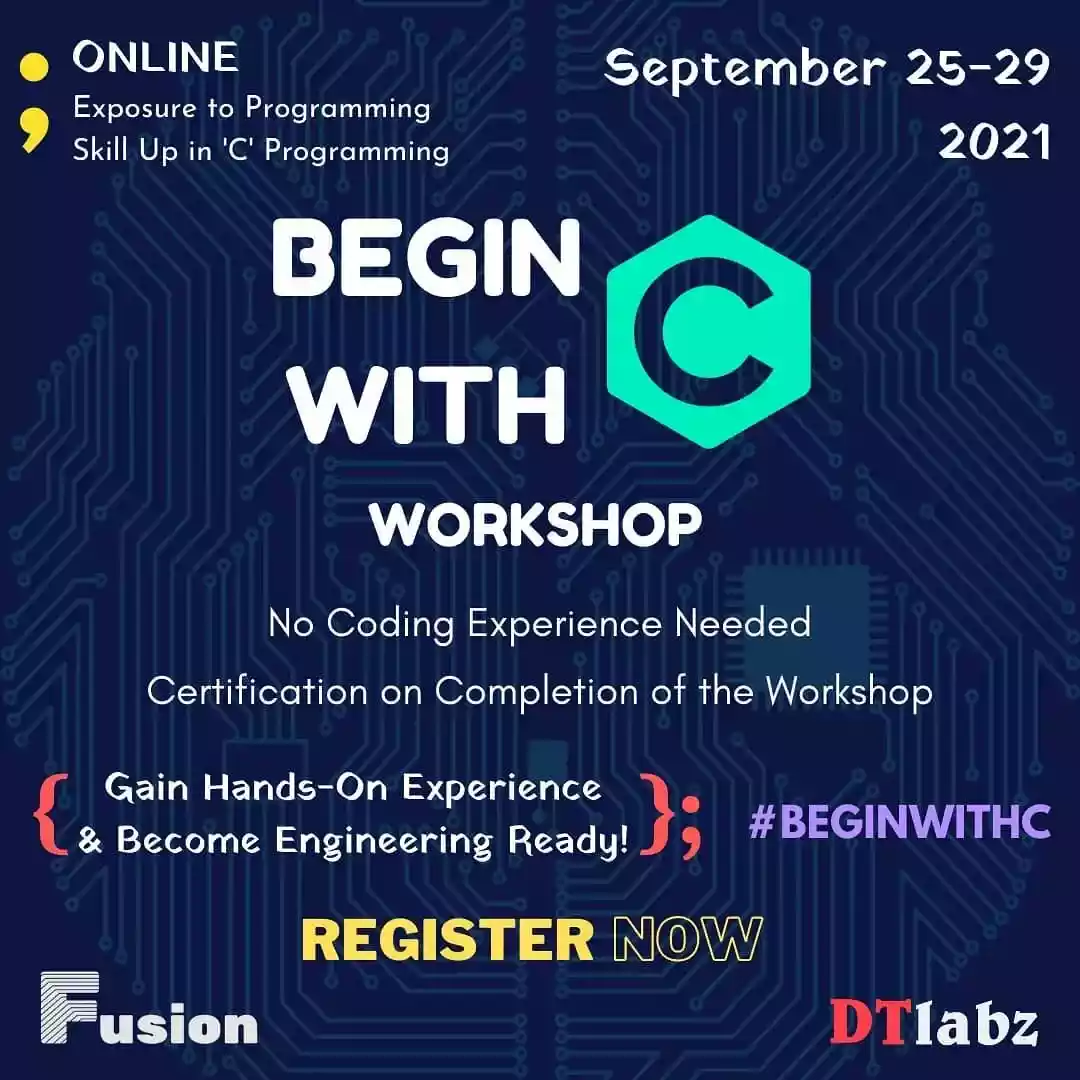 ONLINE
Exposure to Programming
Skill Up in 'C' Programming
September 25-29
2021
BEGIN
WITH
C
WORKSHOP
No Coding Experience Needed
Certification on Completion of the Workshop
{ Gain Hands-On Experience
& Become Engineering Ready! };
#BEGINWITHC
REGISTER NOW
Fusion
DTlabz